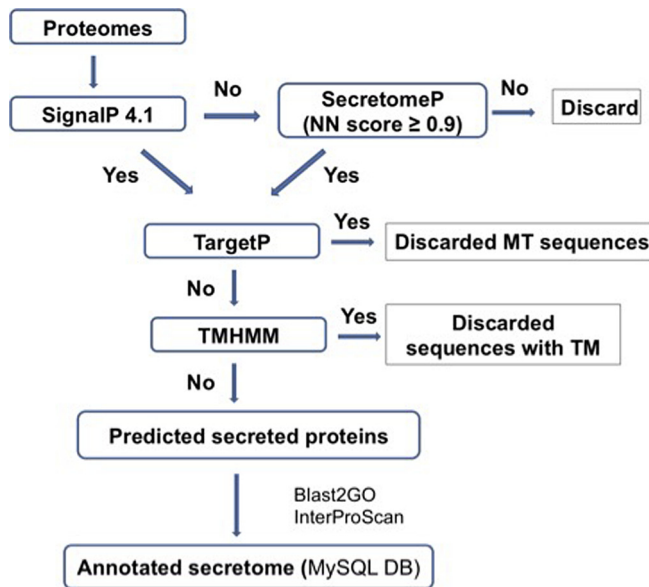 Proteomes
No
No
SignalP 4.1
SecretomeP
(NN score ≥ 0.9)
Discard
Yes
Yes
TargetP
Yes
Discarded MT sequences
No
TMHMM
Yes
Discarded
sequences with TM
No
Predicted secreted proteins
Blast2GO
InterProScan
Annotated secretome (MySQL DB)